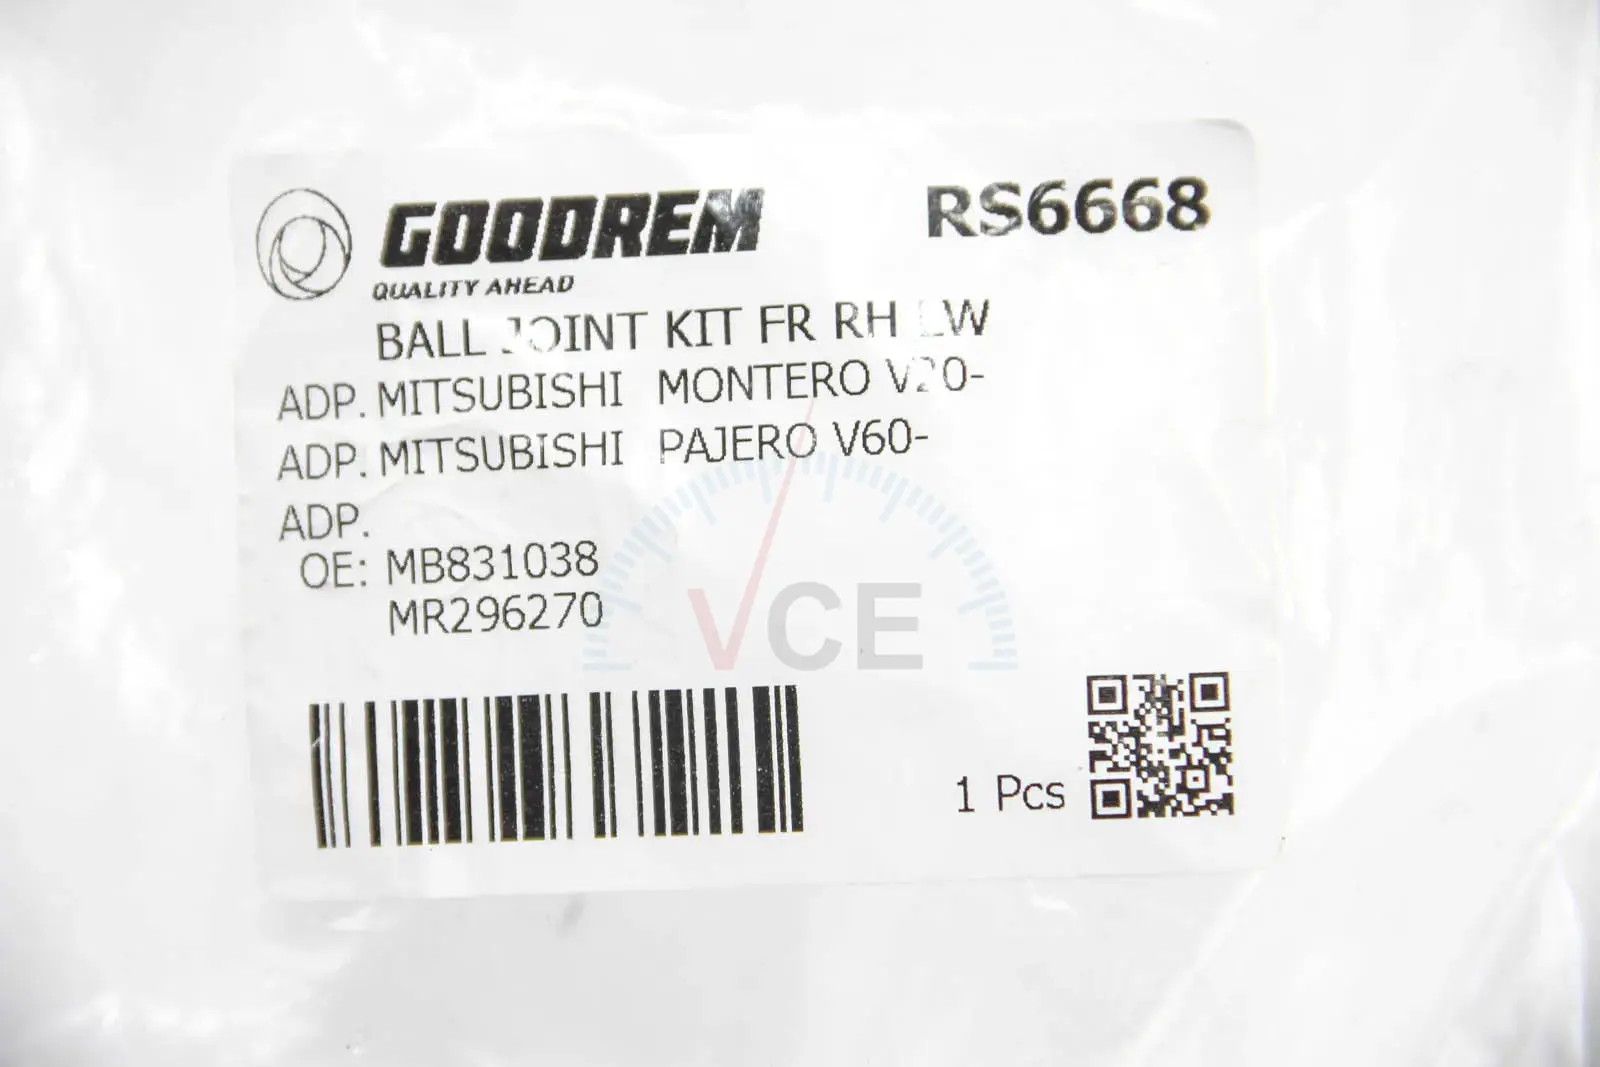 GOODREM
RS6668
QUALITY AHEAD
BALL JOINT KIT FR RH LW
ADP. MITSUBISHI MONTERO V20-
ADP. MITSUBISHI PAJERO V60-
ADP.
OE: MB831038
MR296270
VCE
1 Pcs